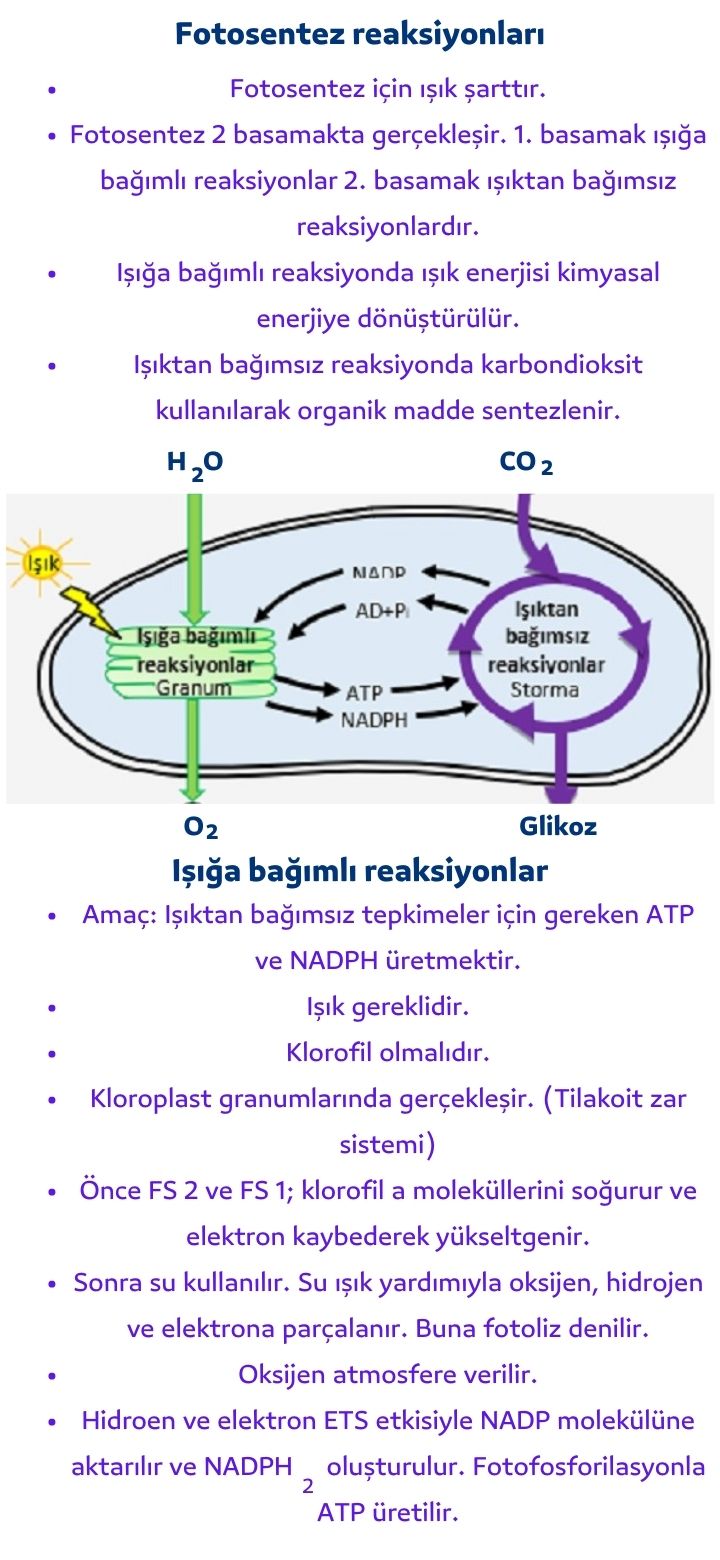 Fotosentez reaksiyonları
• Fotosentez için ışık şarttır.
• Fotosentez 2 basamakta gerçekleşir. 1. basamak ışığa
bağımlı reaksiyonlar 2. basamak ışıktan bağımsız
reaksiyonlardır.
• Işığa bağımlı reaksiyonda ışık enerjisi kimyasal
enerjiye dönüştürülür.
• Işıktan bağımsız reaksiyonda karbondioksit
kullanılarak organik madde sentezlenir.
H2O
CO2
Işık
NADP
AD+Pi
Işığa bağımlı
reaksiyonlar
Granum
Işıktan
bağımsız
reaksiyonlar
Storma
ATP
NADPH
O2
Glikoz
Işığa bağımlı reaksiyonlar
• Amaç: Işıktan bağımsız tepkimeler için gereken ATP
ve NADPH üretmektir.
• Işık gereklidir.
• Klorofil olmalıdır.
• Kloroplast granumlarında gerçekleşir. (Tilakoit zar
sistemi)
• Önce FS 2 ve FS 1; klorofil a moleküllerini soğurur ve
elektron kaybederek yükseltgenir.
• Sonra su kullanılır. Su ışık yardımıyla oksijen, hidrojen
ve elektrona parçalanır. Buna fotoliz denilir.
• Oksijen atmosfere verilir.
• Hidroen ve elektron ETS etkisiyle NADP molekülüne
aktarılır ve NADPH2 oluşturulur. Fotofosforilasyonla
ATP üretilir.